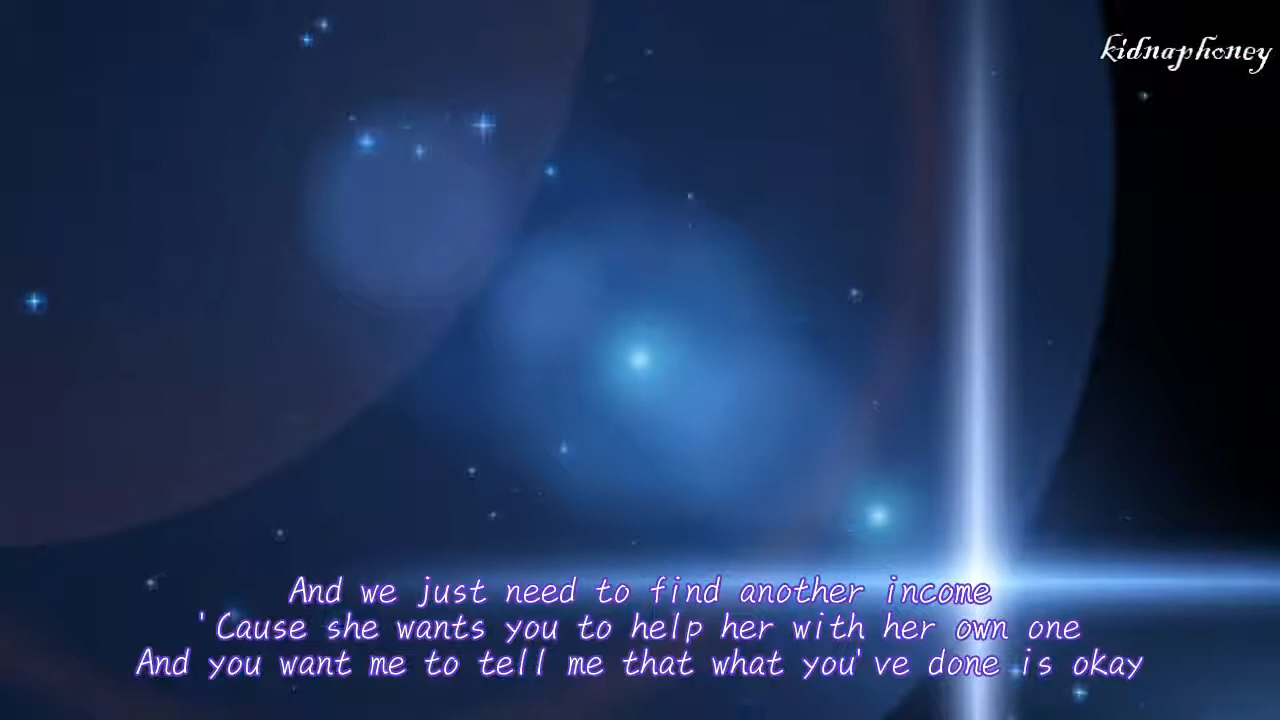 kidnaphoney
And we just need to find another income
'Cause she wants you to help her with her own one
And you want me to tell me that what you've done is okay